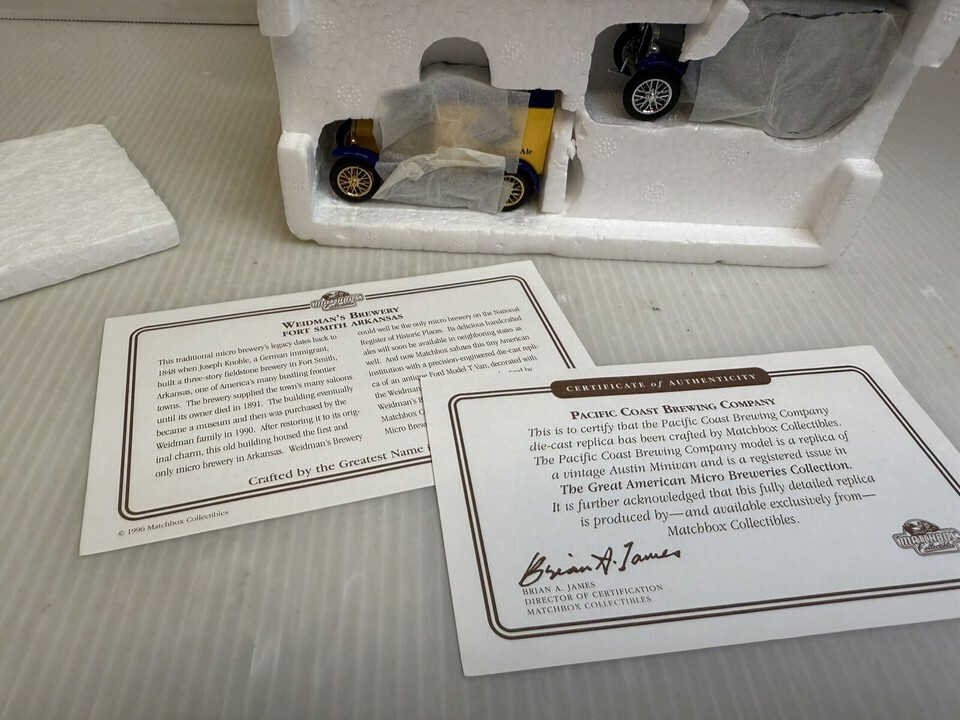 Ale
MATCHBOX
WEIDMAN'S BREWERY
FORT SMITH ARKANSAS
This traditional micro brewery's legacy dates back to
1848 when Joseph Knoble, a German immigrant,
built a three-story fieldstone brewery in Fort Smith,
Arkansas, one of America's many bustling frontier
towns. The brewery supplied the town's many saloons
until its owner died in 1891. The building eventually
became a museum and then was purchased by the
Weidman family in 1990. After restoring it to its orig-
inal charm, this old building housed the first and
only micro brewery in Arkansas. Weidman's Brewery
could well be the only micro brewery on the National
Register of Historic Places. Its delicious handcrafted
ales will soon be available in neighboring states as
well. And now Matchbox salutes this tiny American
institution with a precision-engineered die-cast repli-
ca of an antique Ford Model T Van, decorated with
the Weidman
Weidman's
Matchbox
Micro Brew
Crafted by the Greatest Name
© 1996 Matchbox Collectibles
CERTIFICATE of AUTHENTICITY
PACIFIC COAST BREWING COMPANY
This is to certify that the Pacific Coast Brewing Company
die-cast replica has been crafted by Matchbox Collectibles.
The Pacific Coast Brewing Company model is a replica of
a vintage Austin Minivan and is a registered issue in
The Great American Micro Breweries Collection.
It is further acknowledged that this fully detailed replica
is produced by—and available exclusively from—
Matchbox Collectibles.
Brian A. James
BRIAN A. JAMES
DIRECTOR OF CERTIFICATION
MATCHBOX COLLECTIBLES
MATCHBOX
Collectibles